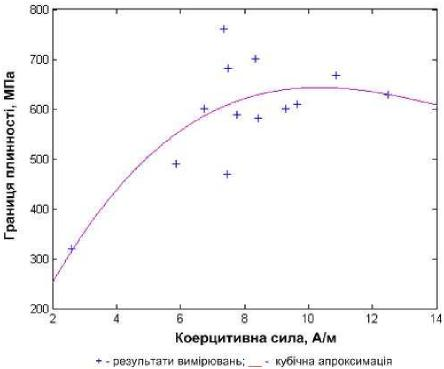 800
700
600
500
400
300
200
Границя плинності, МПа
2 4 6 8 10 12 14
Коерцитивна сила, А/м
+ - результати вимірювань; __ - кубічна апроксимація